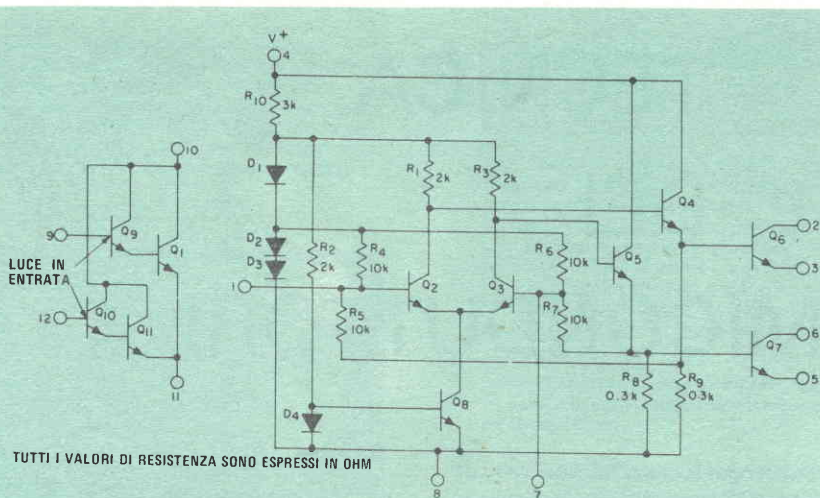 V+
4
R10
3k
10
D1
R1
2k
R3
2k
Q4
Q9
9
Q1
D2
D3
R2
2k
R4
10k
R6
10k
Q5
Q6
2
3
LUCE IN
ENTRATA
Q10
12
Q11
1
Q2
Q3
R5
10k
R7
10k
Q7
6
5
11
D4
Q8
R8
0.3k
R9
0.3k
TUTTI I VALORI DI RESISTENZA SONO ESPRESSI IN OHM
8
7